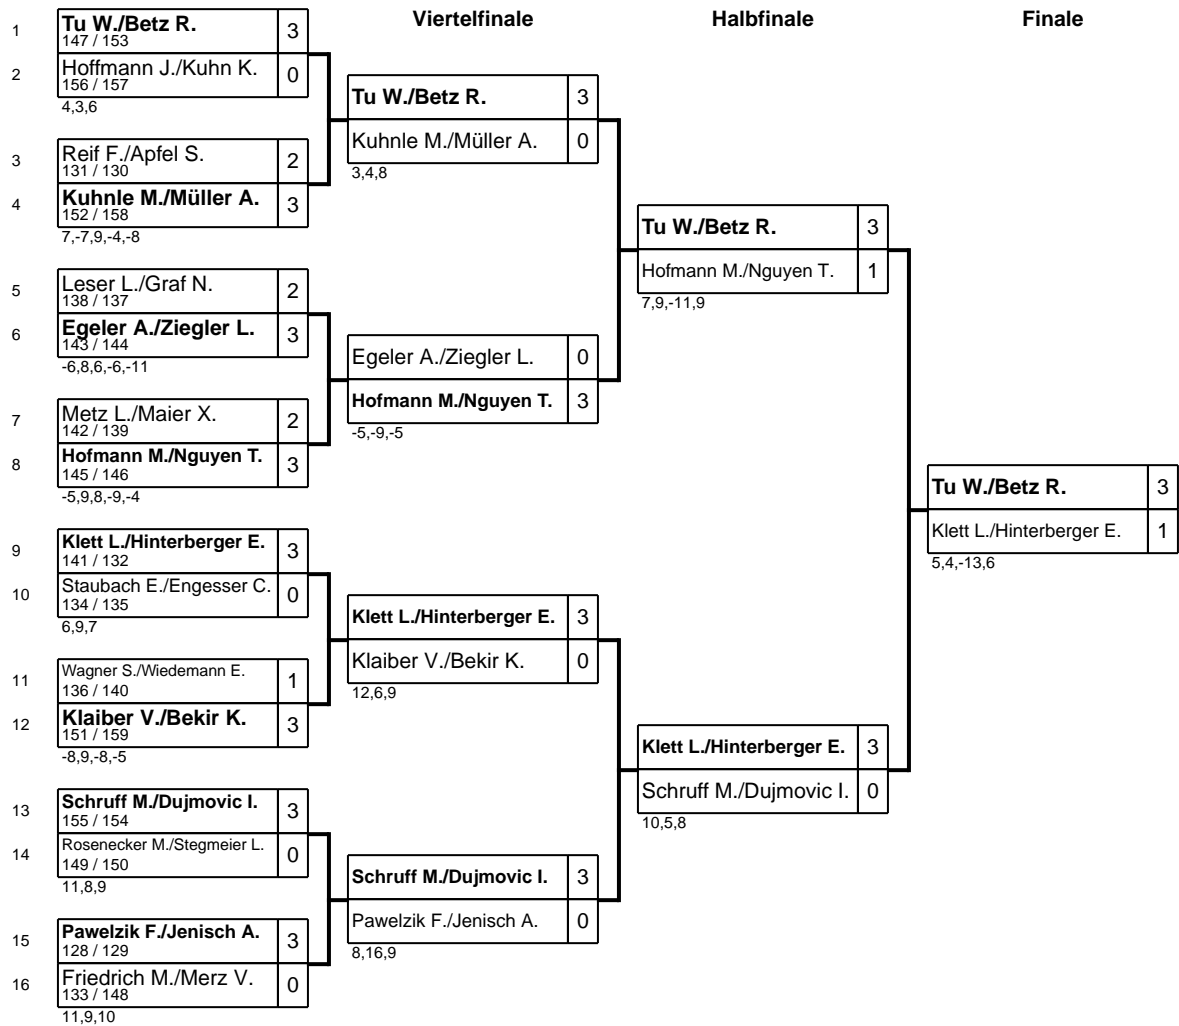 Viertelfinale
Halbfinale
Finale
1
Tu W./Betz R.
147 / 153
3
2
Hoffmann J./Kuhn K.
156 / 157
0
4,3,6
3
Reif F./Apfel S.
131 / 130
2
4
Kuhnle M./Müller A.
152 / 158
3
7,-7,9,-4,-8
5
Leser L./Graf N.
138 / 137
2
6
Egeler A./Ziegler L.
143 / 144
3
-6,8,6,-6,-11
7
Metz L./Maier X.
142 / 139
2
8
Hofmann M./Nguyen T.
145 / 146
3
-5,9,8,-9,-4
9
Klett L./Hinterberger E.
141 / 132
3
10
Staubach E./Engesser C.
134 / 135
0
6,9,7
11
Wagner S./Wiedemann E.
136 / 140
1
12
Klaiber V./Bekir K.
151 / 159
3
-8,9,-8,-5
13
Schruff M./Dujmovic I.
155 / 154
3
14
Rosenecker M./Stegmeier L.
149 / 150
0
11,8,9
15
Pawelzik F./Jenisch A.
128 / 129
3
16
Friedrich M./Merz V.
133 / 148
0
11,9,10
Tu W./Betz R.
3
Kuhnle M./Müller A.
0
3,4,8
Egeler A./Ziegler L.
0
Hofmann M./Nguyen T.
3
-5,-9,-5
Klett L./Hinterberger E.
3
Klaiber V./Bekir K.
0
12,6,9
Schruff M./Dujmovic I.
3
Pawelzik F./Jenisch A.
0
8,16,9
Tu W./Betz R.
3
Hofmann M./Nguyen T.
1
7,9,-11,9
Klett L./Hinterberger E.
3
Schruff M./Dujmovic I.
0
10,5,8
Tu W./Betz R.
3
Klett L./Hinterberger E.
1
5,4,-13,6